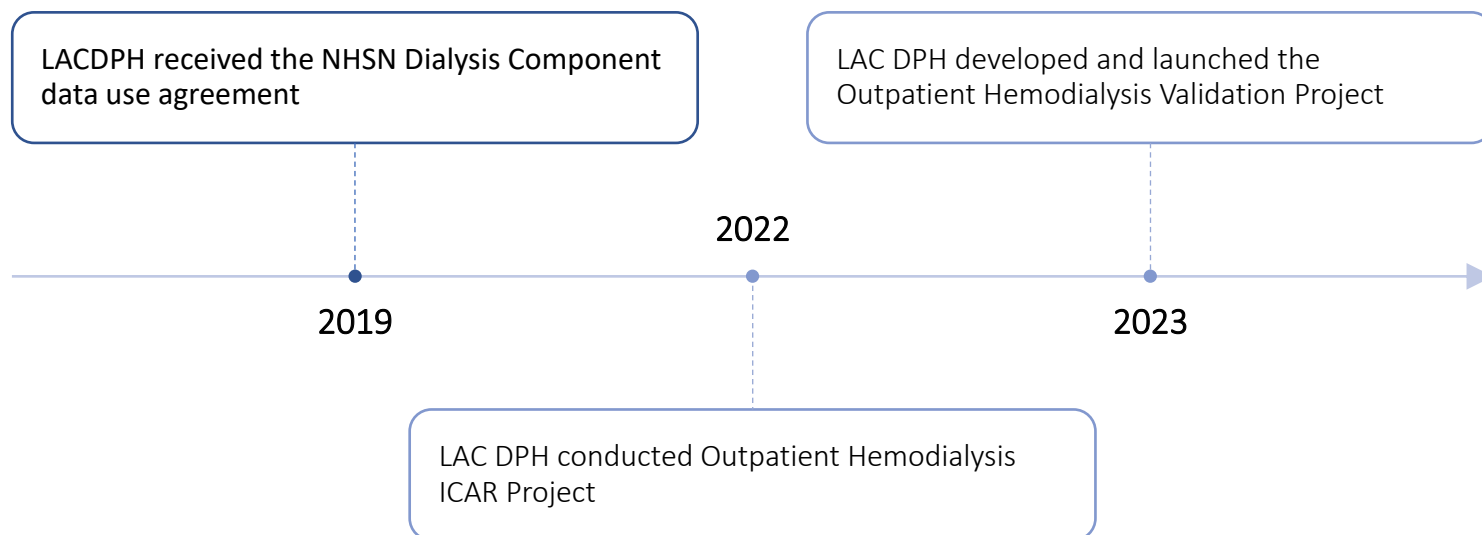 LACDPH received the NHSN Dialysis Component
data use agreement
LAC DPH developed and launched the
Outpatient Hemodialysis Validation Project
2022
2019
2023
LAC DPH conducted Outpatient Hemodialysis
ICAR Project